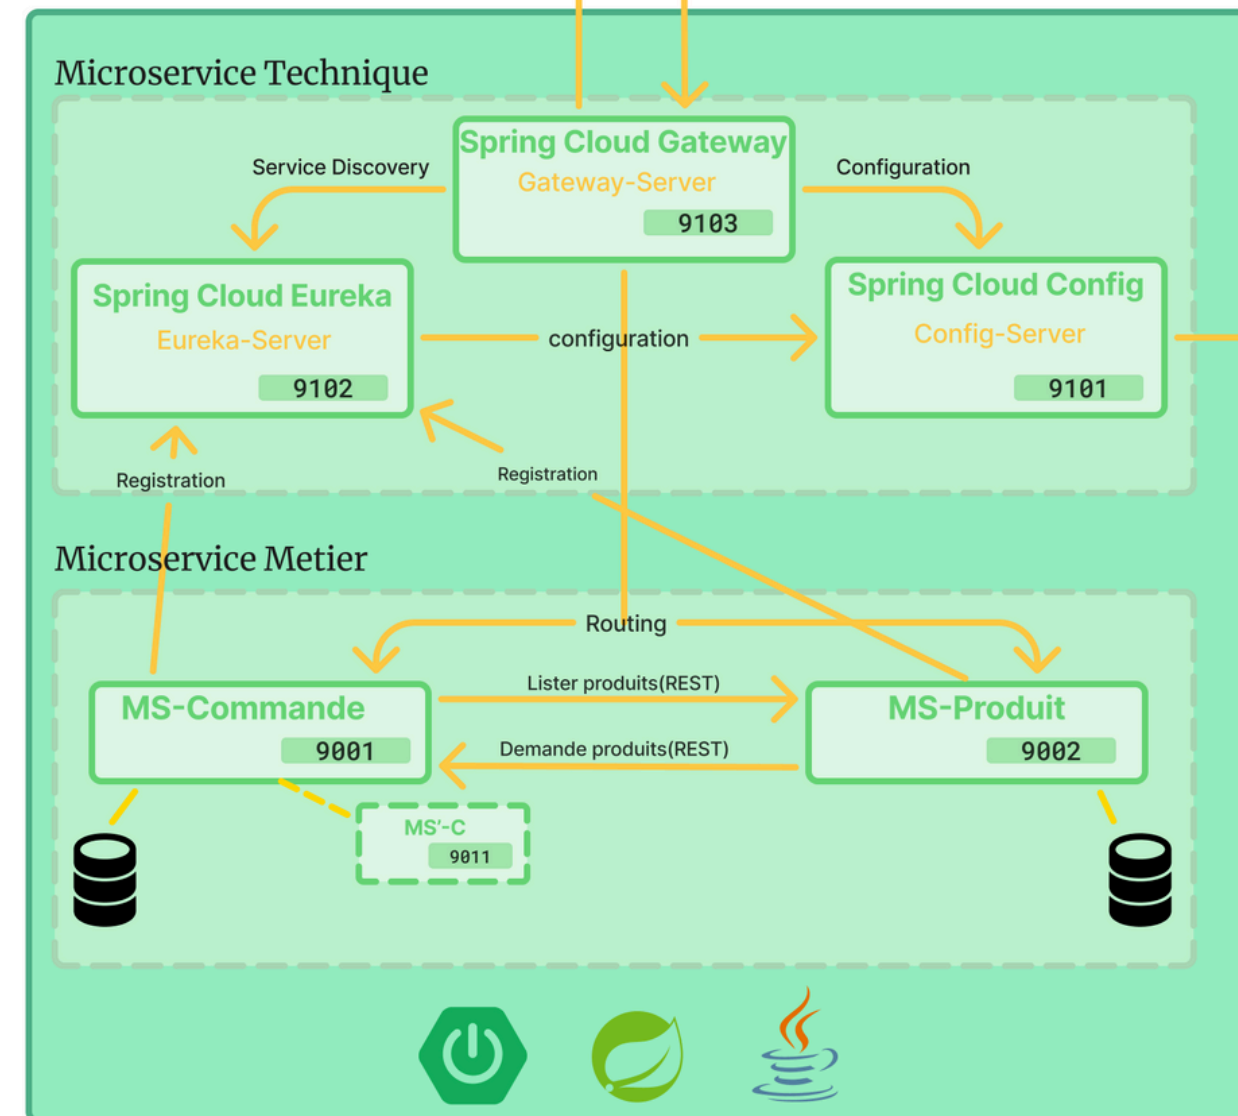 Microservice Technique
Spring Cloud Gateway
Gateway-Server
9103
Service Discovery
Configuration
Spring Cloud Eureka
Eureka-Server
9102
configuration
Spring Cloud Config
Config-Server
9101
Registration
Registration
Microservice Metier
Routing
MS-Commande
9001
Lister produits(REST)
Demande produits(REST)
MS-Produit
9002
MS'-C
9011